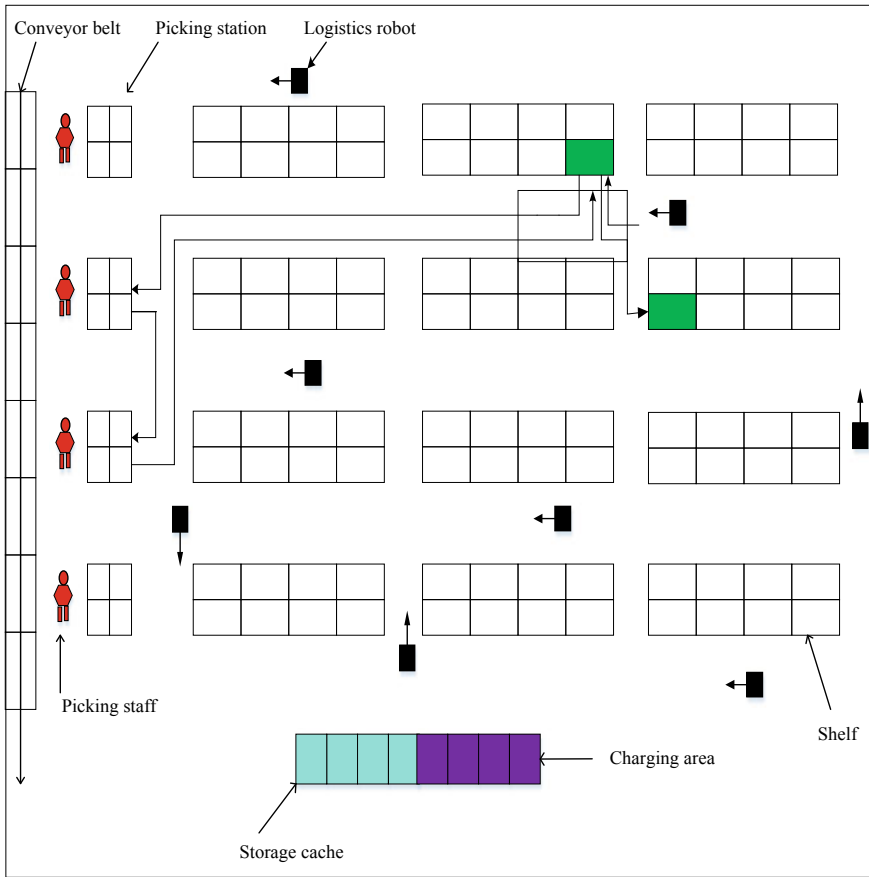 Conveyor belt
Picking station
Logistics robot
Picking staff
Shelf
Charging area
Storage cache